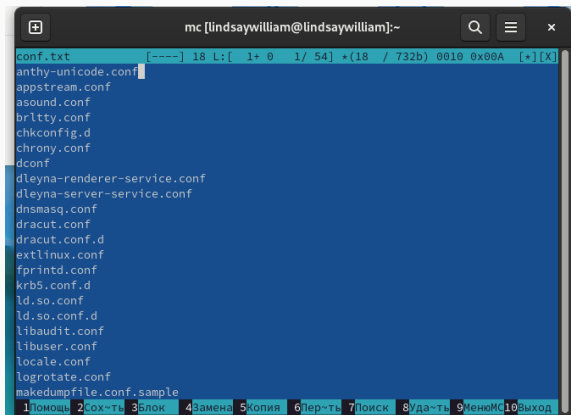 mc [lindsaywilliam@lindsaywilliam]:~
conf.txt [----] 18 L:[ 1+ 0 1/ 54] *(18 / 732b) 0010 0x00A [*][X]
anthy-unicode.conf
appstream.conf
asound.conf
brltty.conf
chkconfig.d
chrony.conf
dconf
dleyna-renderer-service.conf
dleyna-server-service.conf
dnsmasq.conf
dracut.conf
dracut.conf.d
extlinux.conf
fprintd.conf
krb5.conf.d
ld.so.conf
ld.so.conf.d
libaudit.conf
libuser.conf
locale.conf
logrotate.conf
makedumpfile.conf.sample
1Помощь 2Сох~ть 3Блок 4Замена 5Копия 6Пер~ть 7Поиск 8Уда~ть 9МенюMC 10Выход